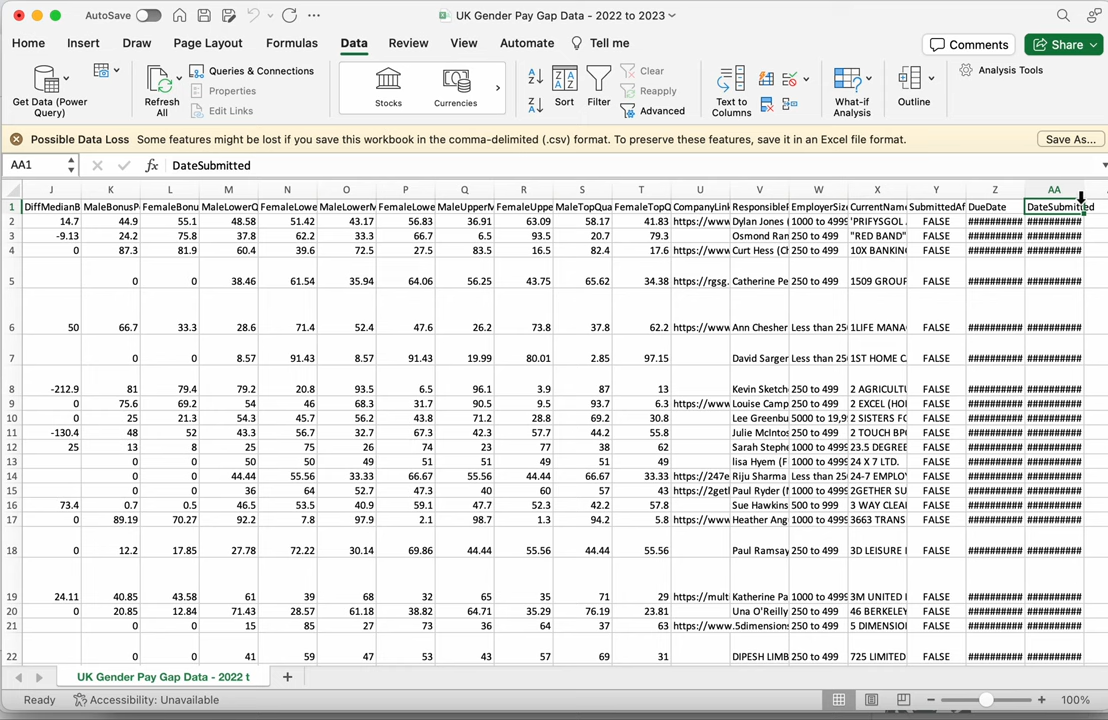 AutoSave UK Gender Pay Gap Data - 2022 to 2023
Home Insert Draw Page Layout Formulas Data Review View Automate Tell me Comments Share
Get Data (Power Query) Refresh All Queries & Connections Properties Edit Links Stocks Currencies Sort Filter Clear Reapply Advanced Text to Columns What-if Analysis Outline Analysis Tools
Possible Data Loss Some features might be lost if you save this workbook in the comma-delimited (.csv) format. To preserve these features, save it in an Excel file format. Save As...
AA1 fx DateSubmitted
J K L M N O P Q R S T U V W X Y Z AA
1 DiffMedianB MaleBonusP FemaleBonu MaleLowerQ FemaleLowe MaleLowerM FemaleLowe MaleUpperM FemaleUppe MaleTopQua FemaleTopQ CompanyLink Responsible EmployerSize CurrentName SubmittedAf DueDate DateSubmitted
2 14.7 44.9 55.1 48.58 51.42 43.17 56.83 36.91 63.09 58.17 41.83 https://www Dylan Jones ( 1000 to 4999 'PRIFYSGOL FALSE ########## ##########
3 -9.13 24.2 75.8 37.8 62.2 33.3 66.7 6.5 93.5 20.7 79.3 Osmond Ran 250 to 499 "RED BAND" FALSE ########## ##########
4 0 87.3 81.9 60.4 39.6 72.5 27.5 83.5 16.5 82.4 17.6 https://www Curt Hess (Ch 250 to 499 10X BANKING FALSE ########## ##########
5 0 0 38.46 61.54 35.94 64.06 56.25 43.75 65.62 34.38 https://rgsg. Catherine Pe 250 to 499 1509 GROUP FALSE ########## ##########
6 50 66.7 33.3 28.6 71.4 52.4 47.6 26.2 73.8 37.8 62.2 https://www Ann Chesher Less than 250 1LIFE MANA FALSE ########## ##########
7 0 0 8.57 91.43 8.57 91.43 19.99 80.01 2.85 97.15 David Sarger Less than 250 1ST HOME C FALSE ########## ##########
8 -212.9 81 79.4 79.2 20.8 93.5 6.5 96.1 3.9 87 13 Kevin Sketch 250 to 499 2 AGRICULTU FALSE ########## ##########
9 0 75.6 69.2 54 46 68.3 31.7 90.5 9.5 93.7 6.3 https://www Louise Camp 250 to 499 2 EXCEL (HOL FALSE ########## ##########
10 0 25 21.3 54.3 45.7 56.2 43.8 71.2 28.8 69.2 30.8 Lee Greenbu 5000 to 19,99 2 SISTERS FO FALSE ########## ##########
11 -130.4 48 52 43.3 56.7 32.7 67.3 42.3 57.7 44.2 55.8 Julie McIntos 250 to 499 2 TOUCH BPO FALSE ########## ##########
12 25 13 8 25 75 26 74 23 77 38 62 Sarah Stephe 1000 to 4999 23.5 DEGREE FALSE ########## ##########
13 0 0 50 50 49 51 49 51 51 49 lisa Hyem (F 1000 to 4999 24 X 7 LTD. FALSE ########## ##########
14 0 0 44.44 55.56 33.33 66.67 55.56 44.44 66.67 33.33 https://247e Riju Sharma Less than 250 24-7 EMPLO FALSE ########## ##########
15 0 0 36 64 52.7 47.3 40 60 57 43 https://2getl Paul Ryder (M 1000 to 4999 2GETHER SU FALSE ########## ##########
16 73.4 0.7 0.5 46.5 53.5 40.9 59.1 47.7 52.3 42.2 57.8 Sue Hawkins 500 to 999 3 WAY CLEAN FALSE ########## ##########
17 0 89.19 70.27 92.2 7.8 97.9 2.1 98.7 1.3 94.2 5.8 https://www Heather Ang 1000 to 4999 3663 TRANS FALSE ########## ##########
18 0 12.2 17.85 27.78 72.22 30.14 69.86 44.44 55.56 44.44 55.56 Paul Ramsay 250 to 499 3D LEISURE L FALSE ########## ##########
19 24.11 40.85 43.58 61 39 68 32 65 35 71 29 https://mult Katherine Pa 1000 to 4999 3M UNITED FALSE ########## ##########
20 0 20.85 12.84 71.43 28.57 61.18 38.82 64.71 35.29 76.19 23.81 Una O'Reilly 250 to 499 46 BERKELEY FALSE ########## ##########
21 0 0 15 85 27 73 36 64 37 63 https://www. 5dimensions 250 to 499 5 DIMENSION FALSE ########## ##########
22 0 0 41 59 47 53 43 57 69 31 DIPESH LIMB 250 to 499 725 LIMITED FALSE ########## ##########
UK Gender Pay Gap Data - 2022 t
Ready Accessibility: Unavailable 100%